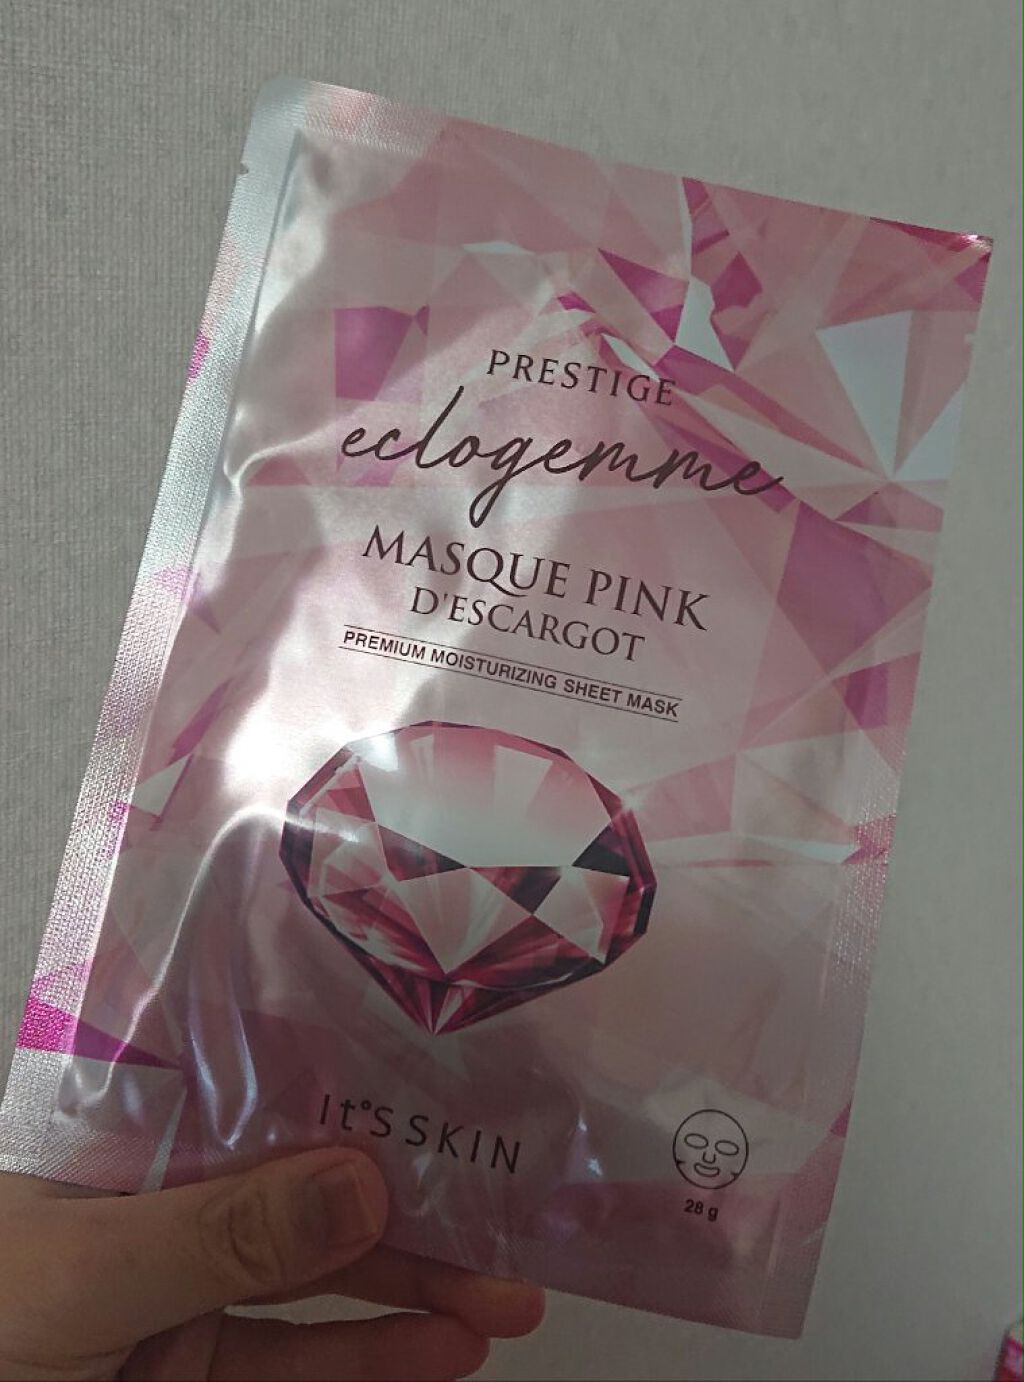 PRESTIGE
eclogemme
MASQUE PINK
D'ESCARGOT
PREMIUM MOISTURIZING SHEET MASK
It°S SKIN
28 g